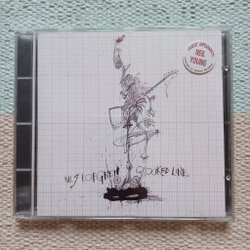 GUEST APPEARANCE
NEIL
YOUNG
NILS LOFGREN CROOKED LINE